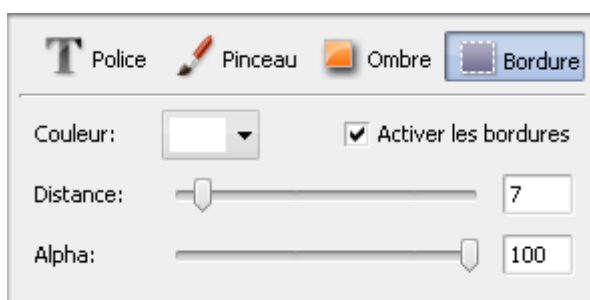 Police Pinceau Ombre Bordure
Couleur: Activer les bordures
Distance: 7
Alpha: 100